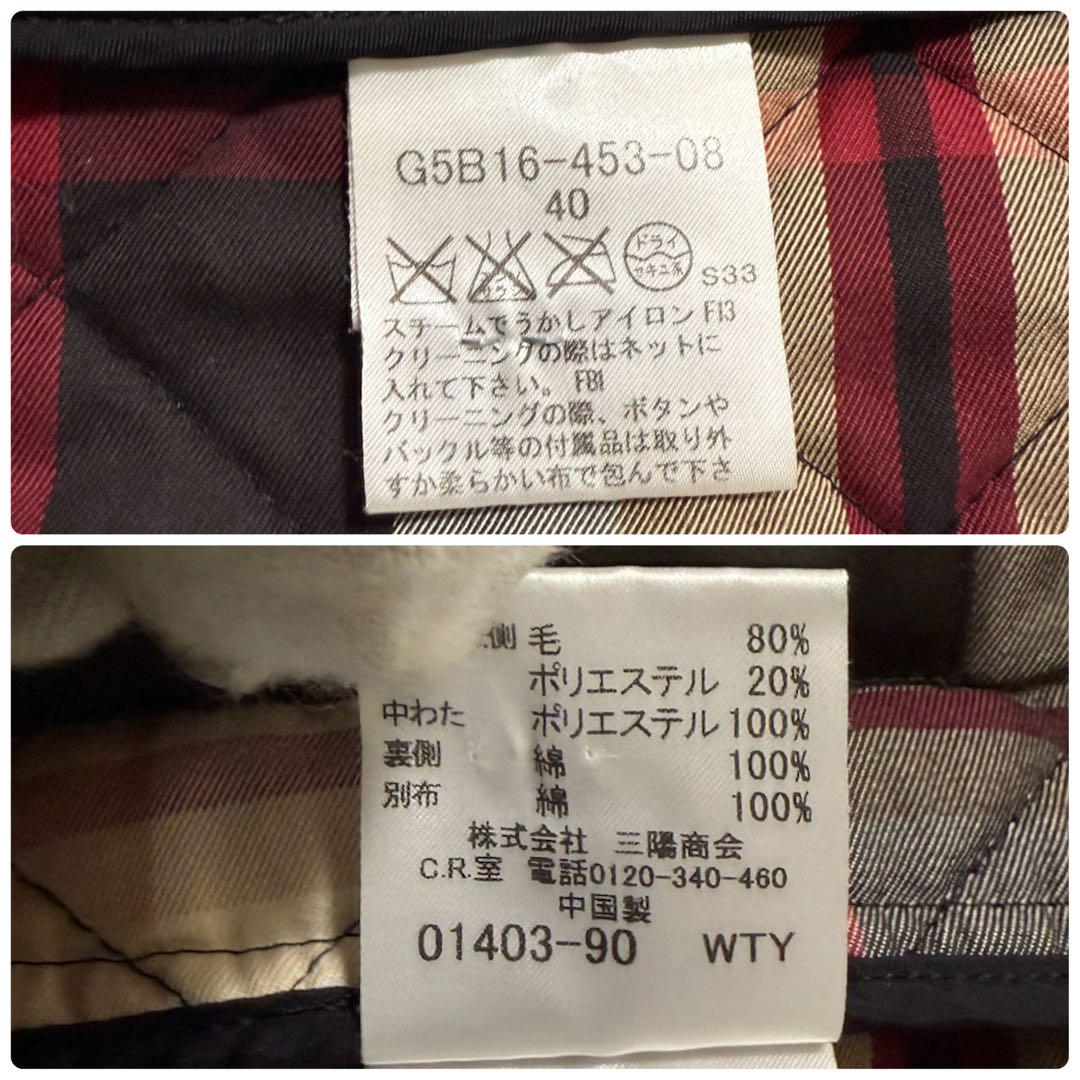 G5B16-453-08
40
ドライ
セキユ系
S33
スチームでうかしアイロン F13
クリーニングの際はネットに
入れて下さい。 F81
クリーニングの際、ボタンや
バックル等の付属品は取り外
すか柔らかい布で包んで下さ
側 毛 80%
ポリエステル 20%
中わた ポリエステル 100%
裏側 綿 100%
別布 綿 100%
株式会社 三陽商会
C.R.室 電話0120-340-460
中国製
01403-90 WTY